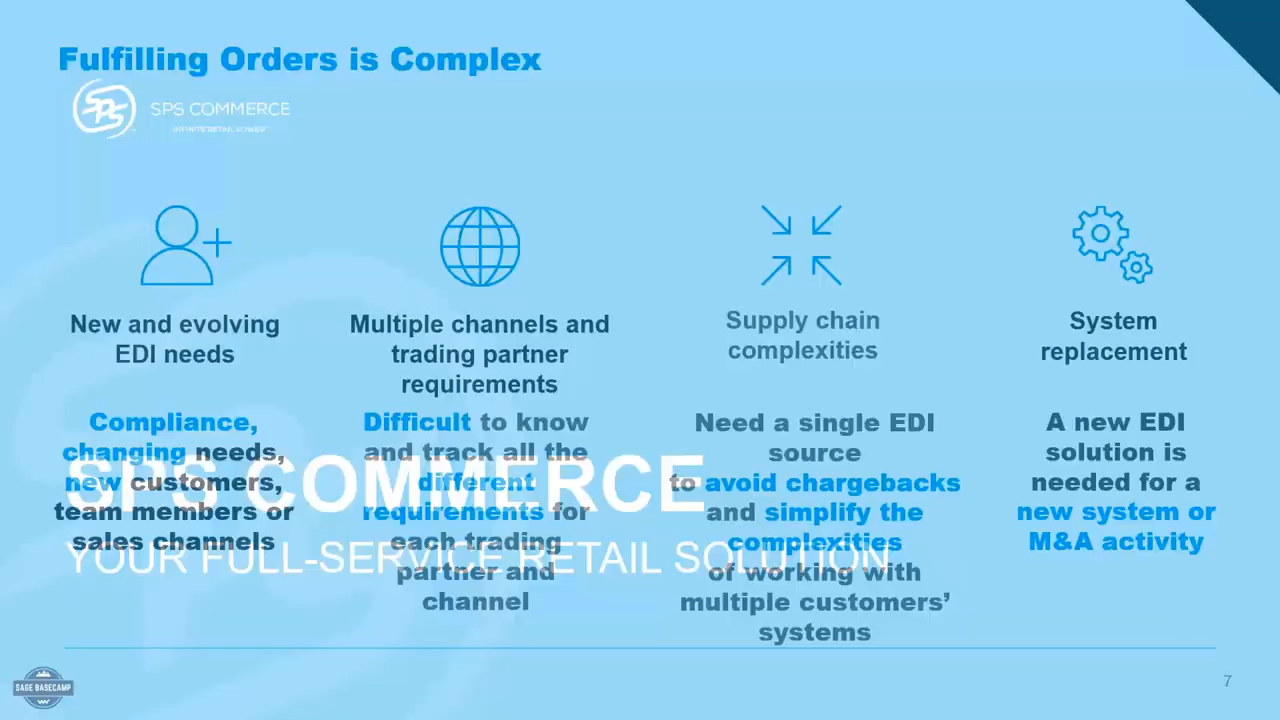 Fulfilling Orders is Complex
SPS COMMERCE
INFINITE RETAIL POWER
New and evolving
EDI needs
Compliance,
changing needs,
new customers,
team members or
sales channels
Multiple channels and
trading partner
requirements
Difficult to know
and track all the
different
requirements for
each trading
partner and
channel
Supply chain
complexities
Need a single EDI
source
to avoid chargebacks
and simplify the
complexities
of working with
multiple customers’
systems
System
replacement
A new EDI
solution is
needed for a
new system or
M&A activity
SPS COMMERCE
YOUR FULL-SERVICE RETAIL SOLUTION
SAGE BASECAMP
7